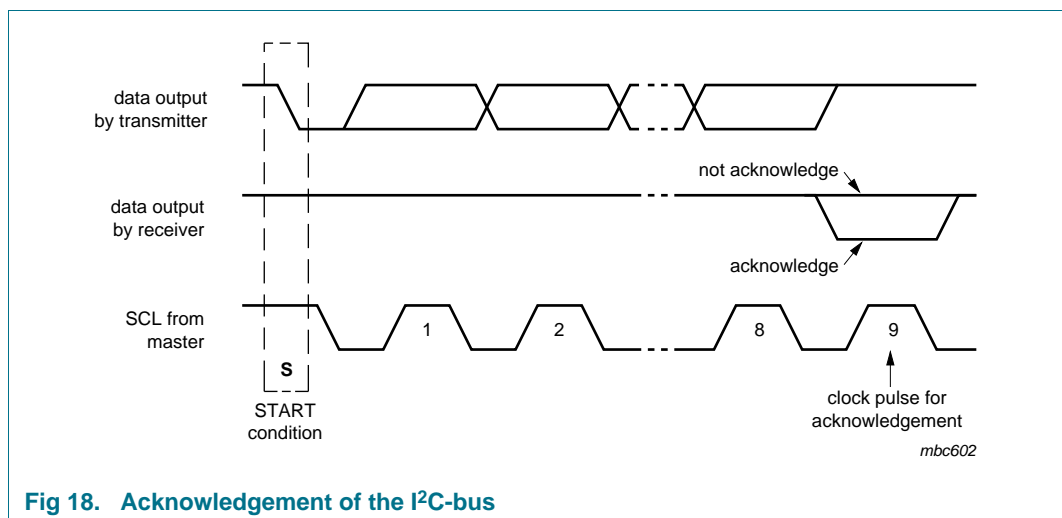 data output
by transmitter
not acknowledge
data output
by receiver
acknowledge
SCL from
master
1
2
8
9
S
START
condition
clock pulse for
acknowledgement
mbc602
Fig 18. Acknowledgement of the I²C-bus